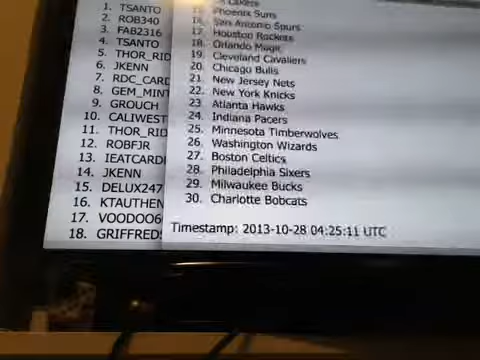 1. TSANTO
2. ROB340
3. FAB2316
4. TSANTO
5. THOR_RID
6. JKENN
7. RDC_CARD
8. GEM_MINT
9. GROUCH
10. CALIWEST
11. THOR_RID
12. ROBFJR
13. IEATCARD
14. JKENN
15. DELUX247
16. KTAUTHEN
17. VOODOO6
18. GRIFFREDS
15. Phoenix Suns
16. San Antonio Spurs
17. Houston Rockets
18. Orlando Magic
19. Cleveland Cavaliers
20. Chicago Bulls
21. New Jersey Nets
22. New York Knicks
23. Atlanta Hawks
24. Indiana Pacers
25. Minnesota Timberwolves
26. Washington Wizards
27. Boston Celtics
28. Philadelphia Sixers
29. Milwaukee Bucks
30. Charlotte Bobcats
Timestamp: 2013-10-28 04:25:11 UTC